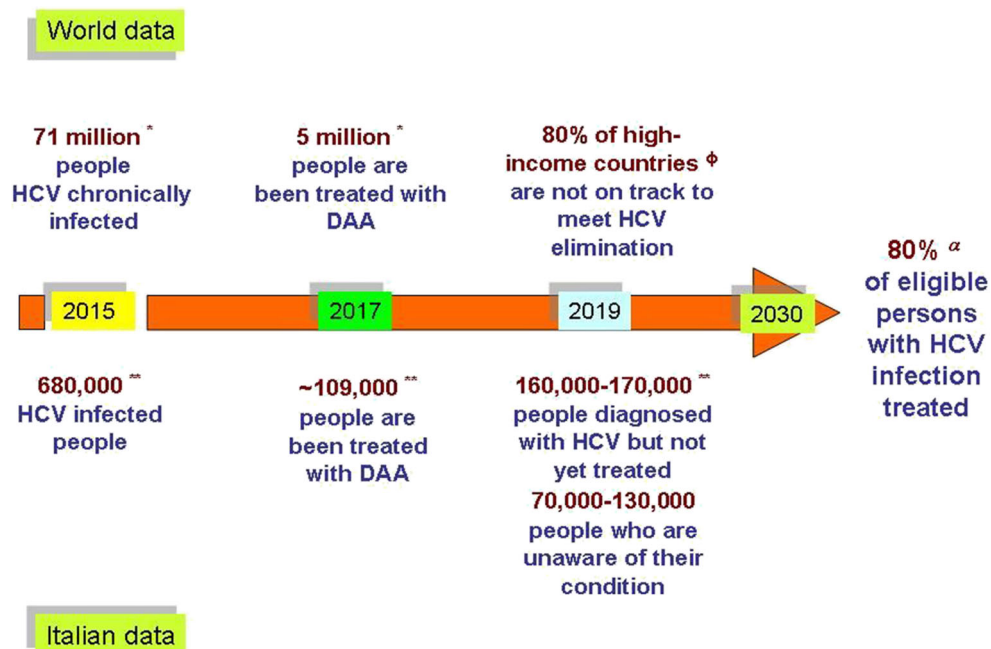 World data
71 million *
people
HCV chronically
infected
5 million *
people are
been treated with
DAA
80% of high-
income countries ϕ
are not on track to
meet HCV
elimination
2015
2017
2019
2030
80% α
of eligible
persons
with HCV
infection
treated
680,000 **
HCV infected
people
~109,000 **
people are
been treated
with DAA
160,000-170,000 **
people diagnosed
with HCV but not
yet treated
70,000-130,000
people who are
unaware of their
condition
Italian data